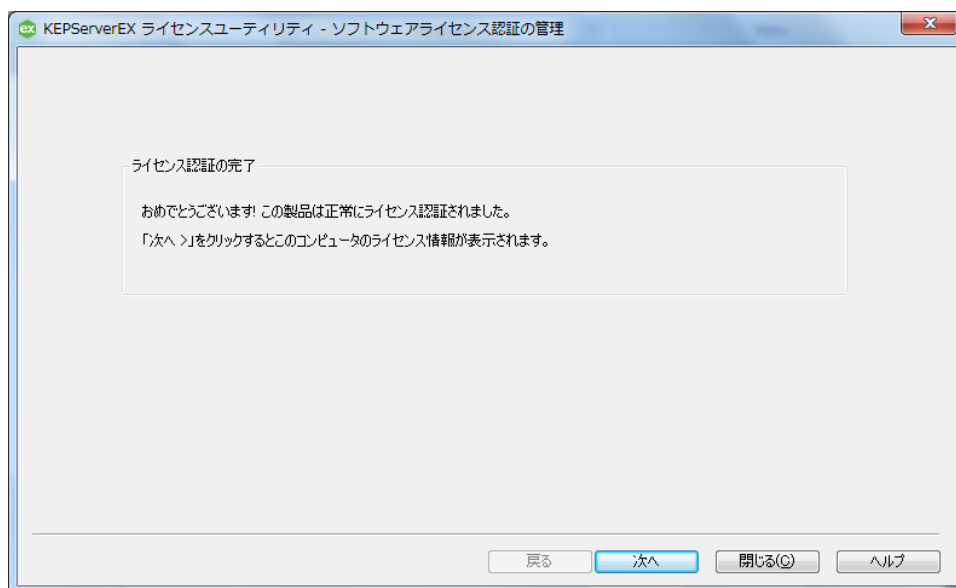 ex KEPServerEX ライセンスユーティリティ - ソフトウェアライセンス認証の管理
ライセンス認証の完了
おめでとうございます! この製品は正常にライセンス認証されました。
「次へ >」をクリックするとこのコンピュータのライセンス情報が表示されます。
戻る 次へ 閉じる(C) ヘルプ